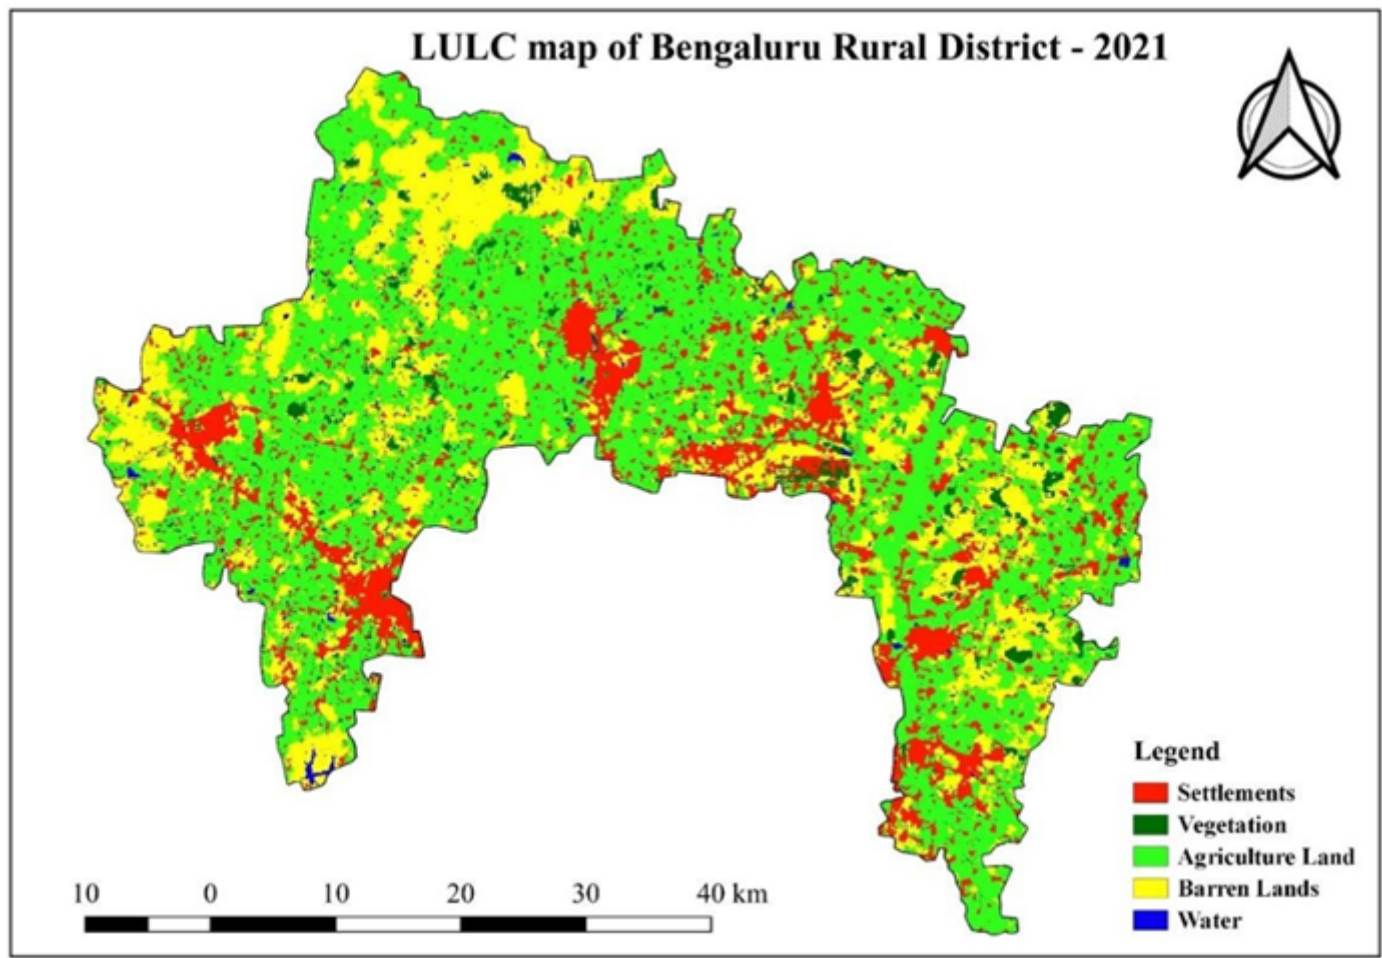 LULC map of Bengaluru Rural District - 2021
Legend
Settlements
Vegetation
Agriculture Land
Barren Lands
Water
10 0 10 20 30 40 km